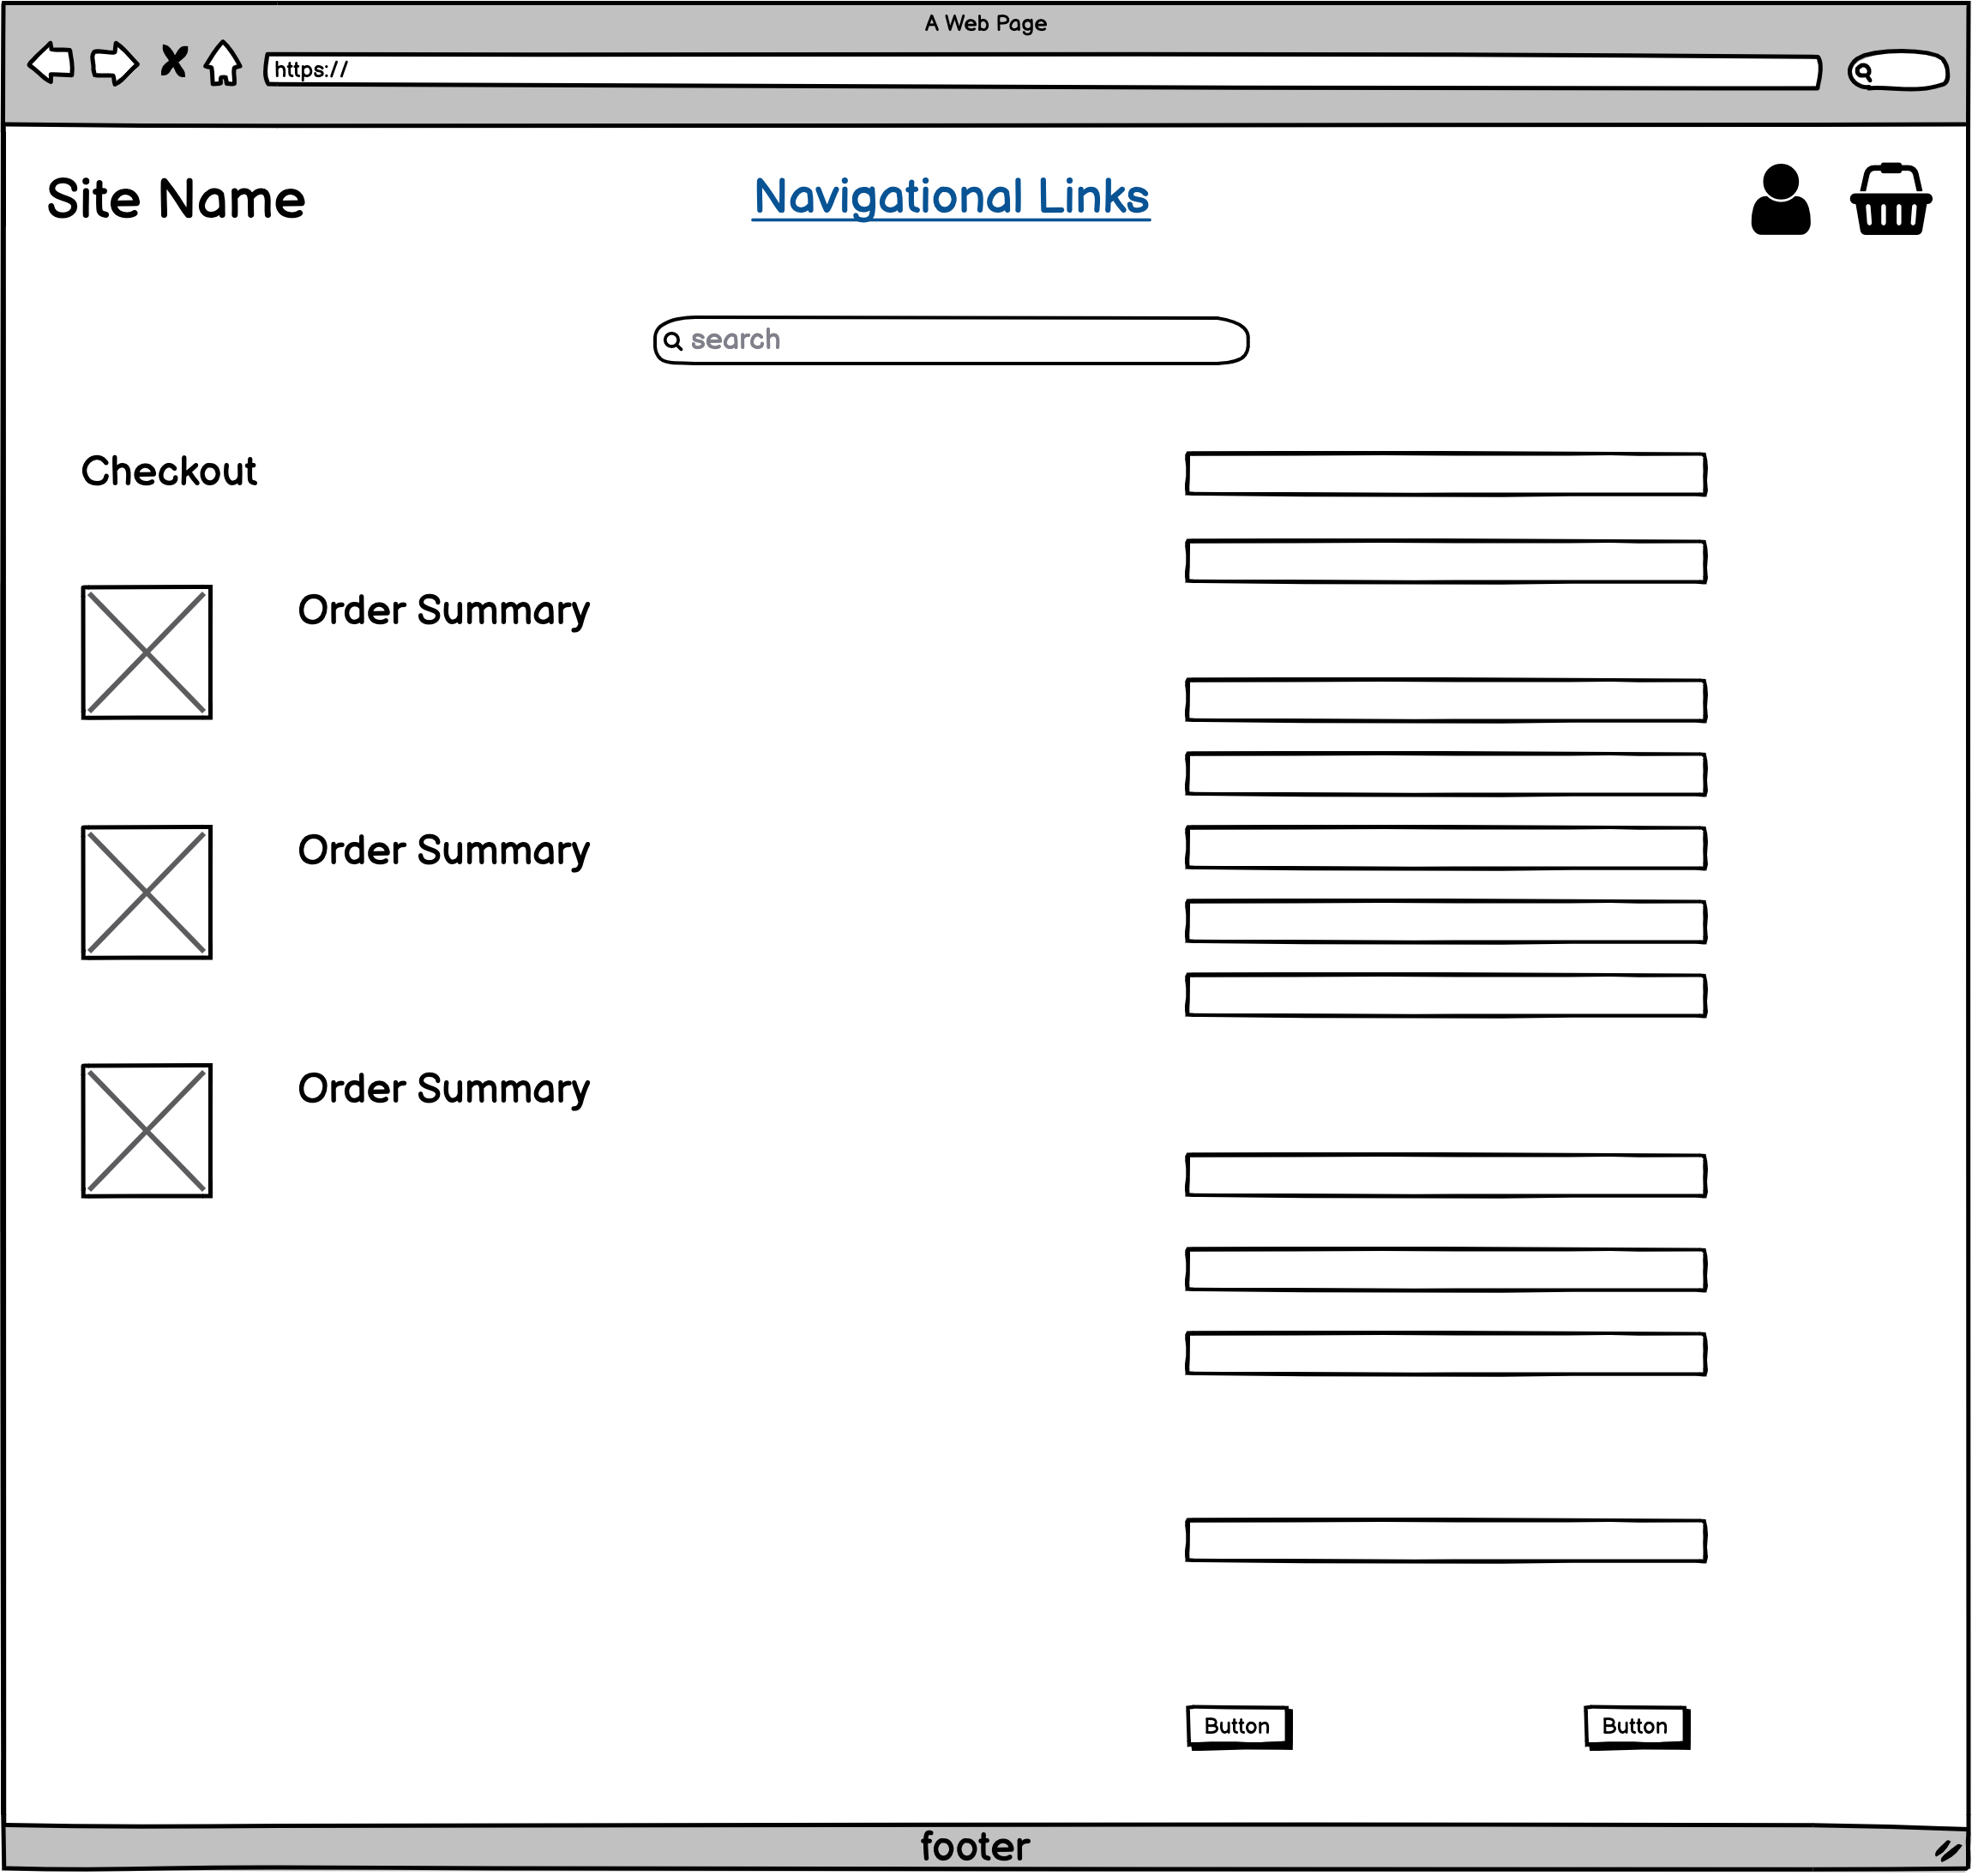 A Web Page
https://
Site Name
Navigational Links
search
Checkout
Order Summary
Order Summary
Order Summary
Button
Button
footer